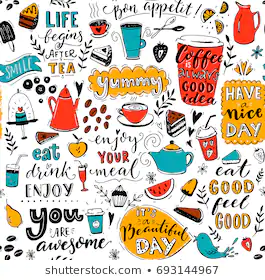 bon appetit
LIFE
begins
AFTER
TEA
SMILE
Coffee
IS
always
GOOD
idea
yummy
HAVE
a
nice
DAY
enjoy
YOUR
meal
eat
drink
ENJOY
eat
GOOD
feel
GOOD
you
ARE
awesome
IT'S
a
Beautiful
DAY
shutterstock.com • 693144967